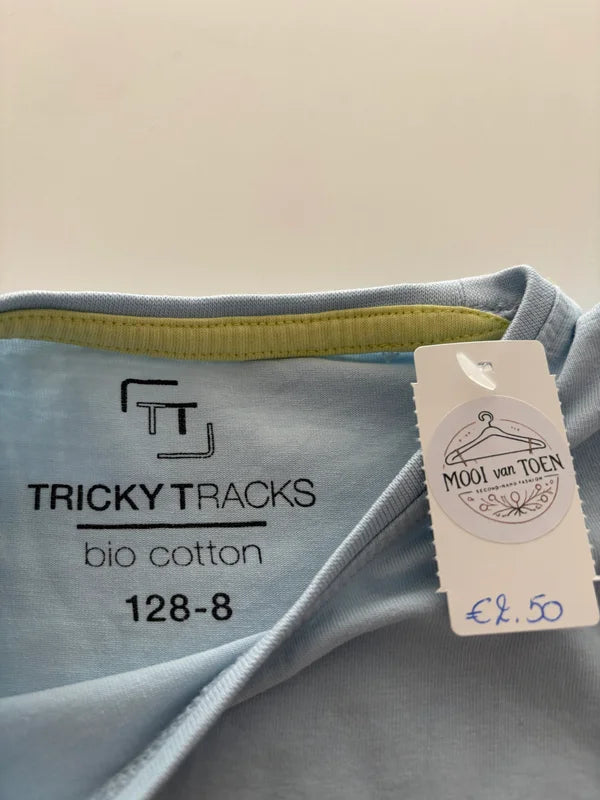 TT
TRICKY TRACKS
bio cotton
128-8
MOOI van TOEN
SECOND-HAND FASHION
€2.50